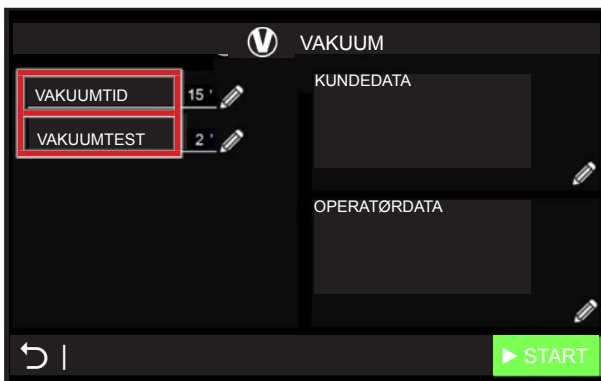 V VAKUUM
VAKUUMTID 15 '
VAKUUMTEST 2 '
KUNDEDATA
OPERATØRDATA
START